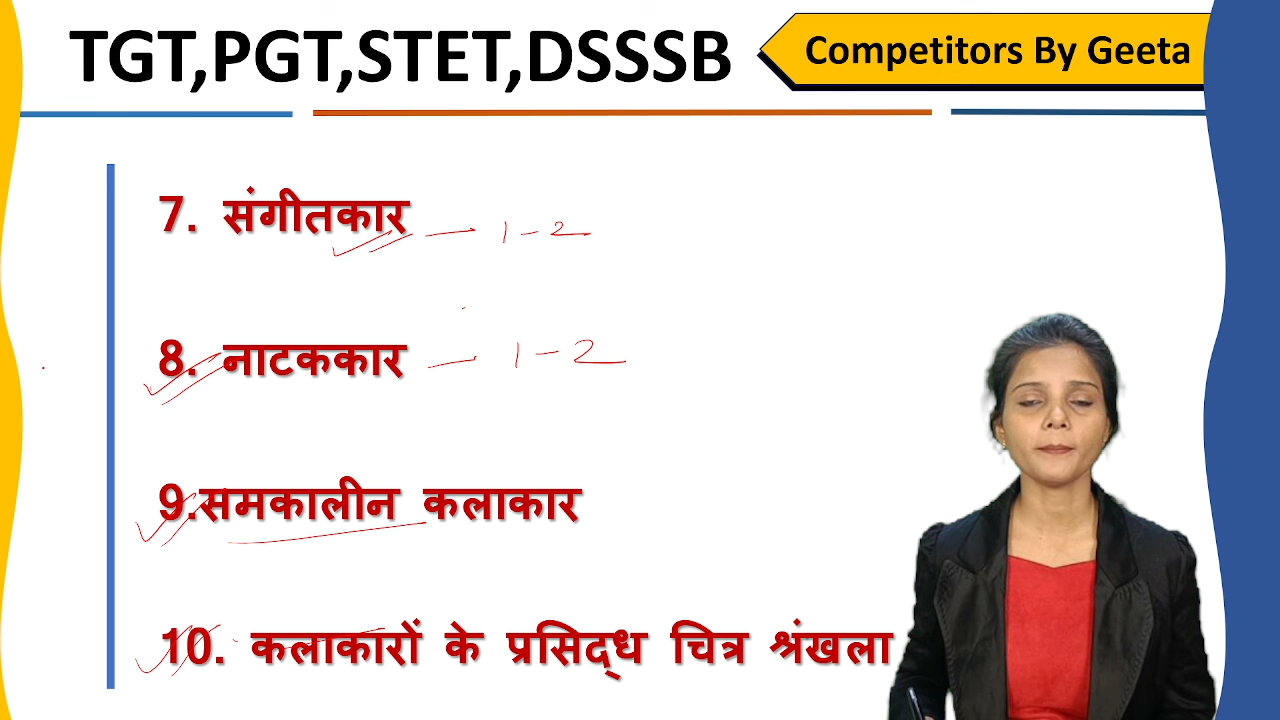 TGT,PGT,STET,DSSSB
Competitors By Geeta
7. संगीतकार — 1-2
8. नाटककार — 1-2
9.समकालीन कलाकार
10. कलाकारों के प्रसिद्ध चित्र श्रंखला